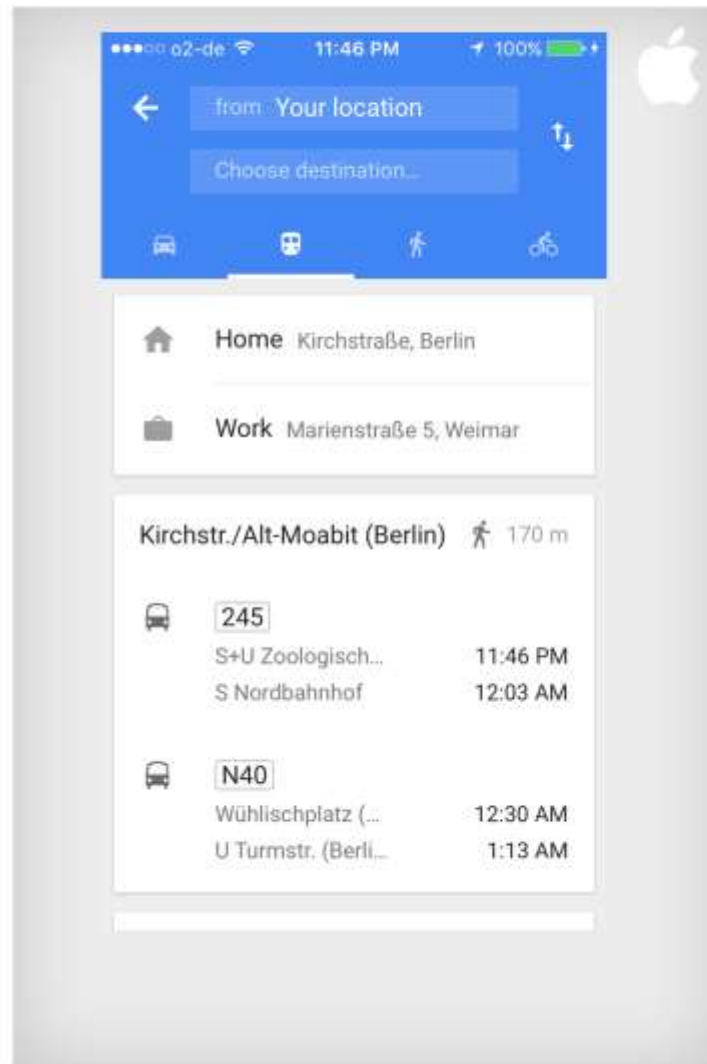 o2-de 11:46 PM 100%
from Your location
Choose destination...
Home Kirchstraße, Berlin
Work Marienstraße 5, Weimar
Kirchstr./Alt-Moabit (Berlin) 170 m
245
S+U Zoologisch... 11:46 PM
S Nordbahnhof 12:03 AM
N40
Wühlischplatz (... 12:30 AM
U Turmstr. (Berli... 1:13 AM